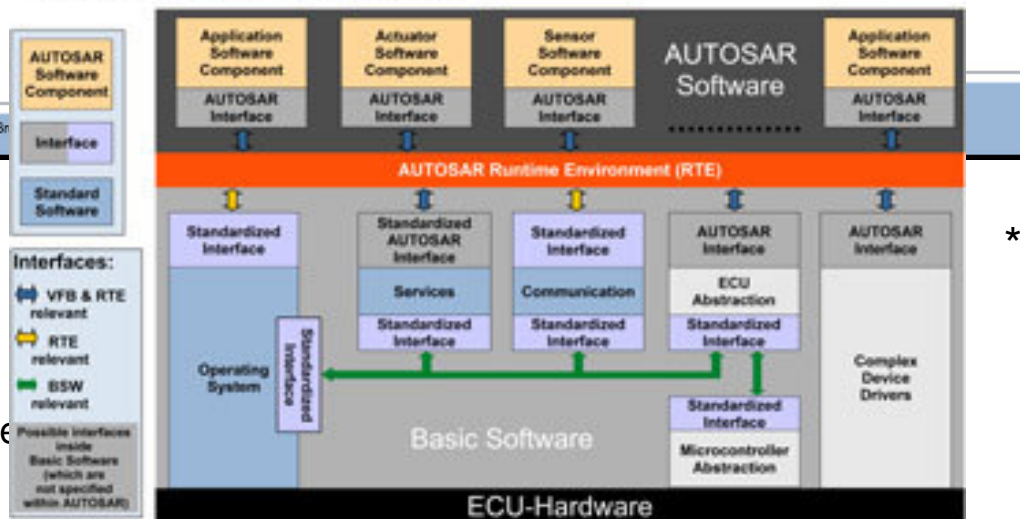 AUTOSAR
Software
Component
Interface
Standard
Software
Interfaces:
VFB & RTE
relevant
RTE
relevant
BSW
relevant
Possible interfaces
inside
Basic Software
(which are
not specified
within AUTOSAR)
Application
Software
Component
AUTOSAR
Interface
Actuator
Software
Component
AUTOSAR
Interface
Sensor
Software
Component
AUTOSAR
Interface
AUTOSAR
Software
Application
Software
Component
AUTOSAR
Interface
AUTOSAR Runtime Environment (RTE)
Standardized
Interface
Operating
System
Standardized
Interface
Standardized
AUTOSAR
Interface
Services
Standardized
Interface
Standardized
Interface
Communication
Standardized
Interface
AUTOSAR
Interface
ECU
Abstraction
Standardized
Interface
Standardized
Interface
Microcontroller
Abstraction
AUTOSAR
Interface
Complex
Device
Drivers
Basic Software
ECU-Hardware
*